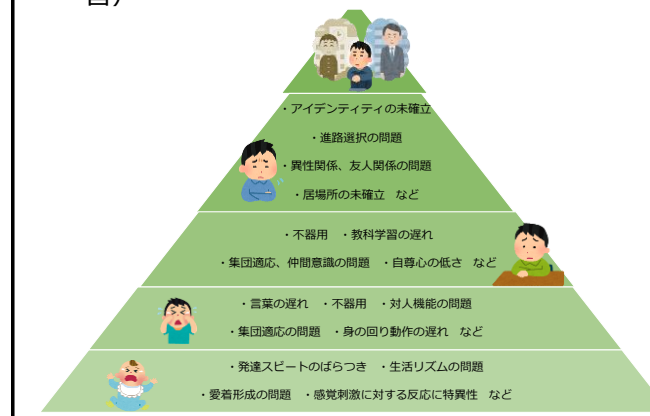 ・アイデンティティの未確立
・進路選択の問題
・異性関係、友人関係の問題
・居場所の未確立　など
・不器用　・教科学習の遅れ
・集団適応、仲間意識の問題　・自尊心の低さ　など
・言葉の遅れ　・不器用　・対人機能の問題
・集団適応の問題　・身の回り動作の遅れ　など
・発達スピートのばらつき　・生活リズムの問題
・愛着形成の問題　・感覚刺激に対する反応に特異性　など